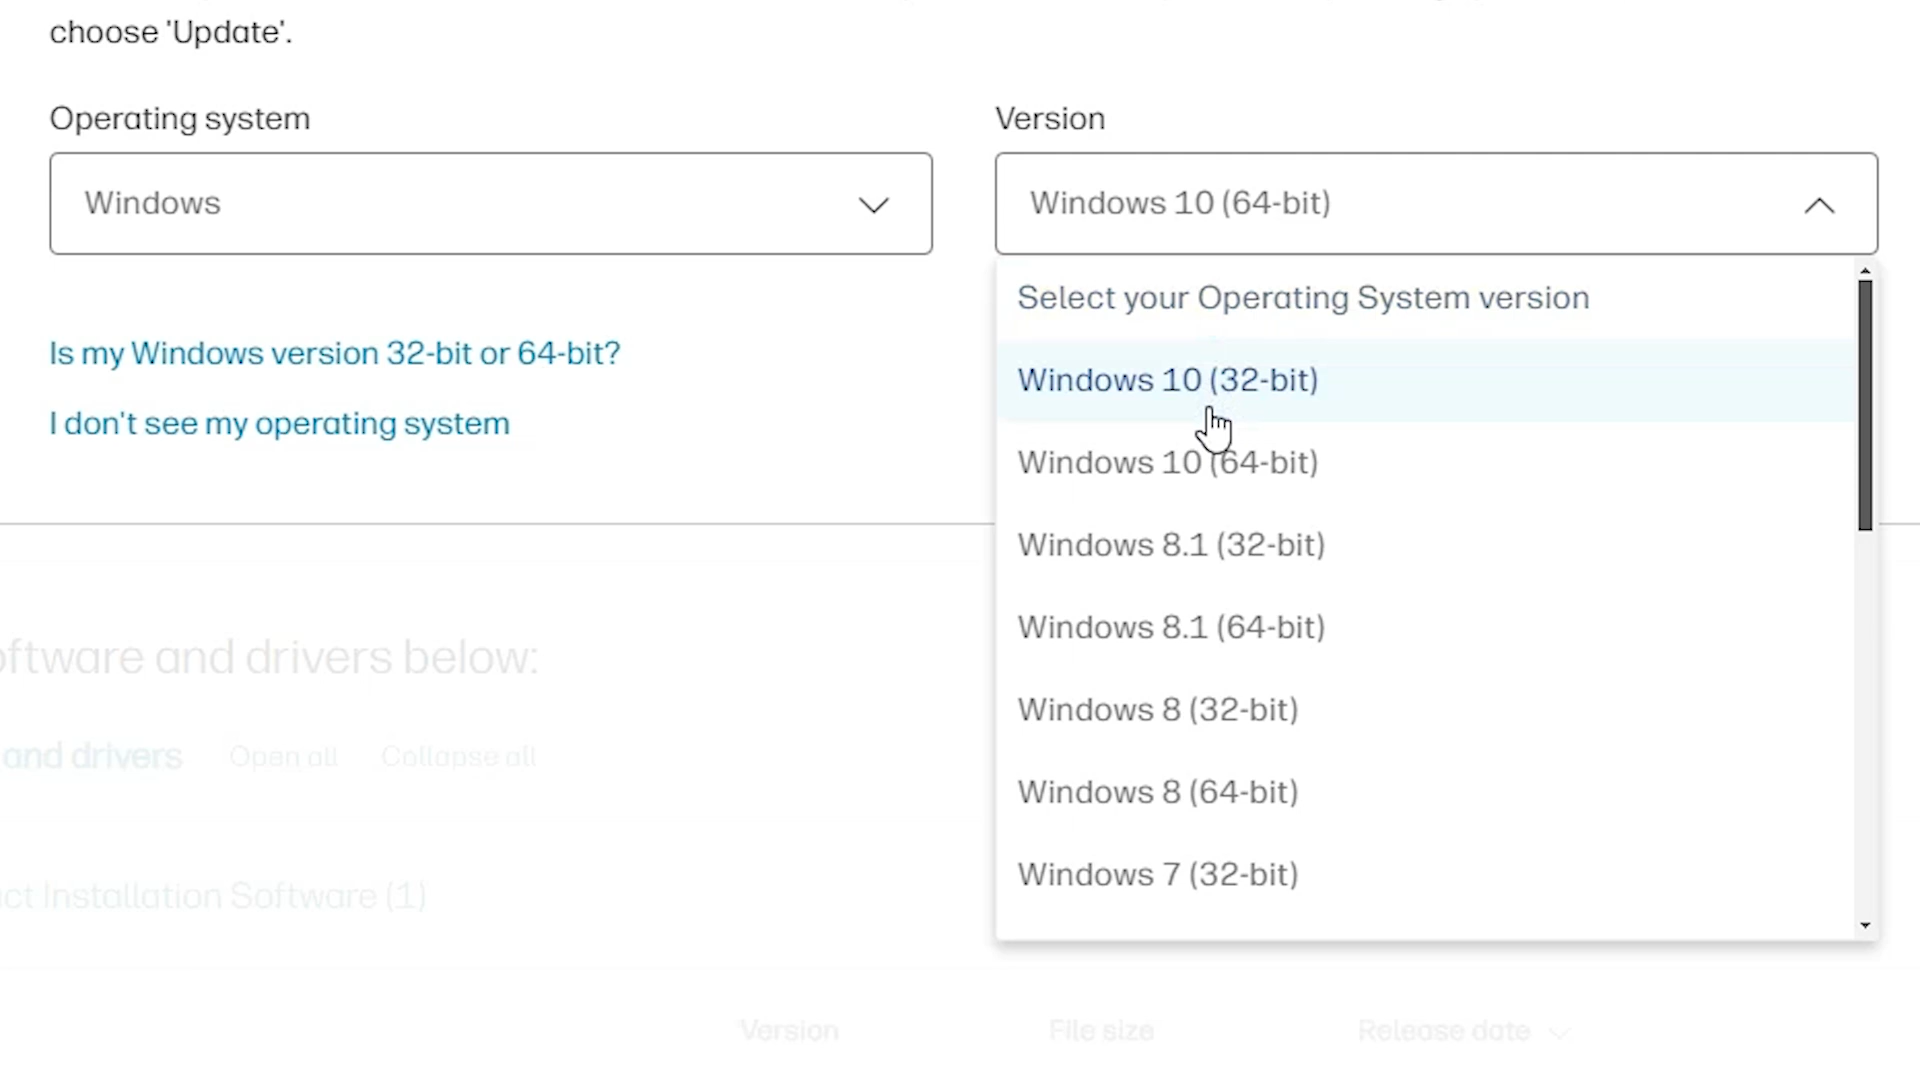 choose 'Update'.
Operating system
Version
Windows
Windows 10 (64-bit)
Select your Operating System version
Is my Windows version 32-bit or 64-bit?
Windows 10 (32-bit)
I don't see my operating system
Windows 10 (64-bit)
Windows 8.1 (32-bit)
Windows 8.1 (64-bit)
oftware and drivers below:
Windows 8 (32-bit)
and drivers Open all Collapse all
Windows 8 (64-bit)
Windows 7 (32-bit)
ct Installation Software (1)
Version File size Release date